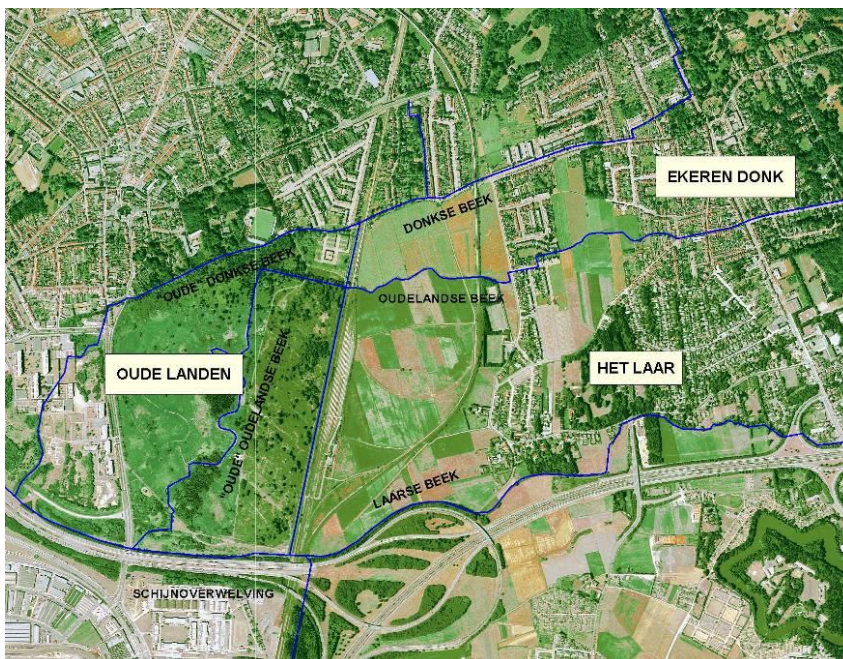 EKEREN DONK
DONKSE BEEK
"OUDE" DONKSE BEEK
OUDELANDSE BEEK
OUDE LANDEN
HET LAAR
"OUDE" OUDELANDSE BEEK
LAARSE BEEK
SCHIJNOVERWELVING